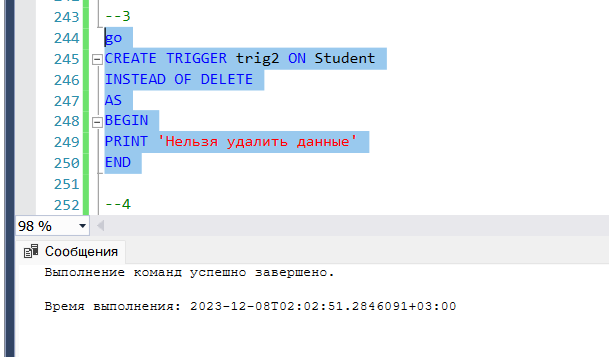 243 --3
244 go
245 CREATE TRIGGER trig2 ON Student
246 INSTEAD OF DELETE
247 AS
248 BEGIN
249 PRINT 'Нельзя удалить данные'
250 END
251
252 --4
98 %
Сообщения
Выполнение команд успешно завершено.
Время выполнения: 2023-12-08T02:02:51.2846091+03:00